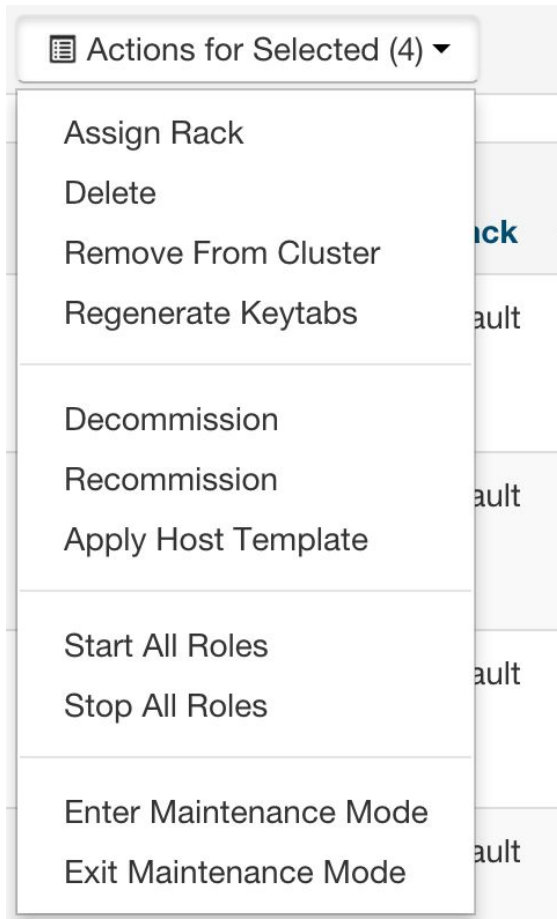 Actions for Selected (4)
Assign Rack
Delete
Remove From Cluster
Regenerate Keytabs
Decommission
Recommission
Apply Host Template
Start All Roles
Stop All Roles
Enter Maintenance Mode
Exit Maintenance Mode